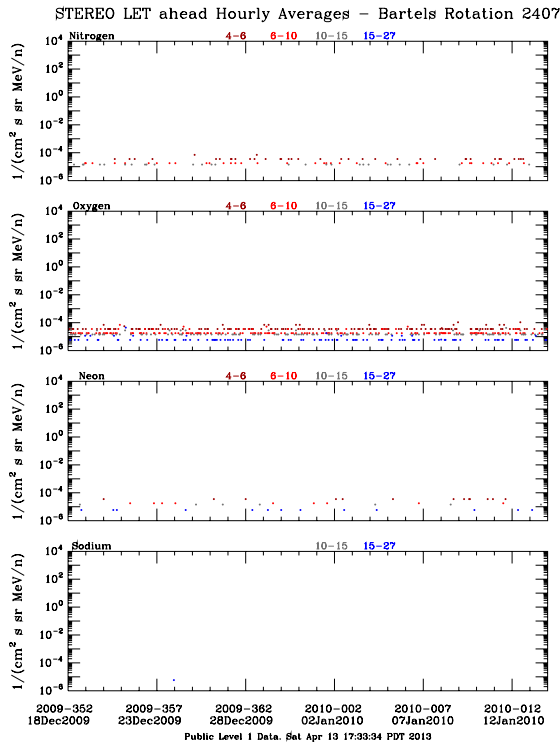 STEREO LET ahead Hourly Averages – Bartels Rotation 2407
Nitrogen 4-6 6-10 10-15 15-27
10^4
10^2
10^0
10^-2
10^-4
10^-6
1/(cm^2 s sr MeV/n)
Oxygen 4-6 6-10 10-15 15-27
10^4
10^2
10^0
10^-2
10^-4
10^-6
1/(cm^2 s sr MeV/n)
Neon 4-6 6-10 10-15 15-27
10^4
10^2
10^0
10^-2
10^-4
10^-6
1/(cm^2 s sr MeV/n)
Sodium 10-15 15-27
10^4
10^2
10^0
10^-2
10^-4
10^-6
1/(cm^2 s sr MeV/n)
2009-352 2009-357 2009-362 2010-002 2010-007 2010-012
18Dec2009 23Dec2009 28Dec2009 02Jan2010 07Jan2010 12Jan2010
Public Level 1 Data. Sat Apr 13 17:33:34 PDT 2013